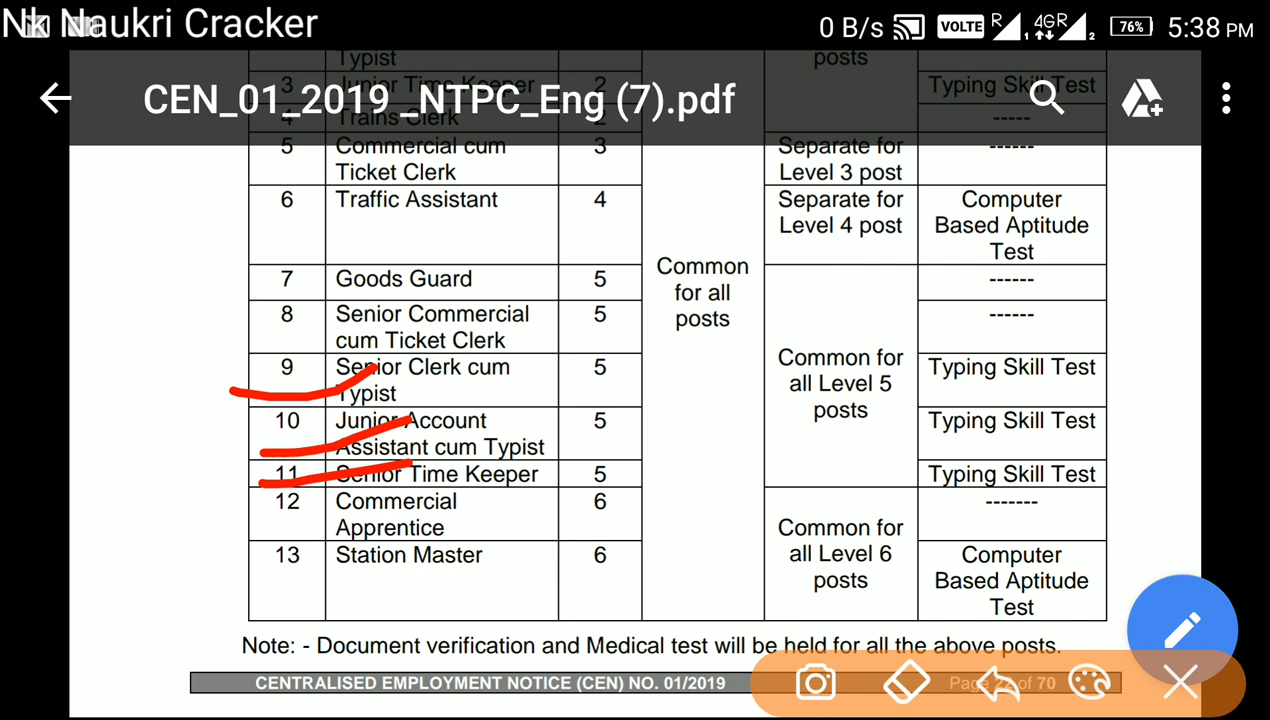 Nk Naukri Cracker
0 B/s VOLTE R 1 4G R 2 76% 5:38 PM
CEN_01_2019 _NTPC_Eng (7).pdf
Typist posts
3 Junior Time Keeper 2 Typing Skill Test
4 Trains Clerk 2 -----
5 Commercial cum Ticket Clerk 3 Separate for Level 3 post ------
6 Traffic Assistant 4 Separate for Level 4 post Computer Based Aptitude Test
Common for all posts
7 Goods Guard 5 ------
8 Senior Commercial cum Ticket Clerk 5 ------
Common for all Level 5 posts
9 Senior Clerk cum Typist 5 Typing Skill Test
10 Junior Account Assistant cum Typist 5 Typing Skill Test
11 Senior Time Keeper 5 Typing Skill Test
12 Commercial Apprentice 6 -------
Common for all Level 6 posts
13 Station Master 6 Computer Based Aptitude Test
Note: - Document verification and Medical test will be held for all the above posts.
CENTRALISED EMPLOYMENT NOTICE (CEN) NO. 01/2019 Page of 70